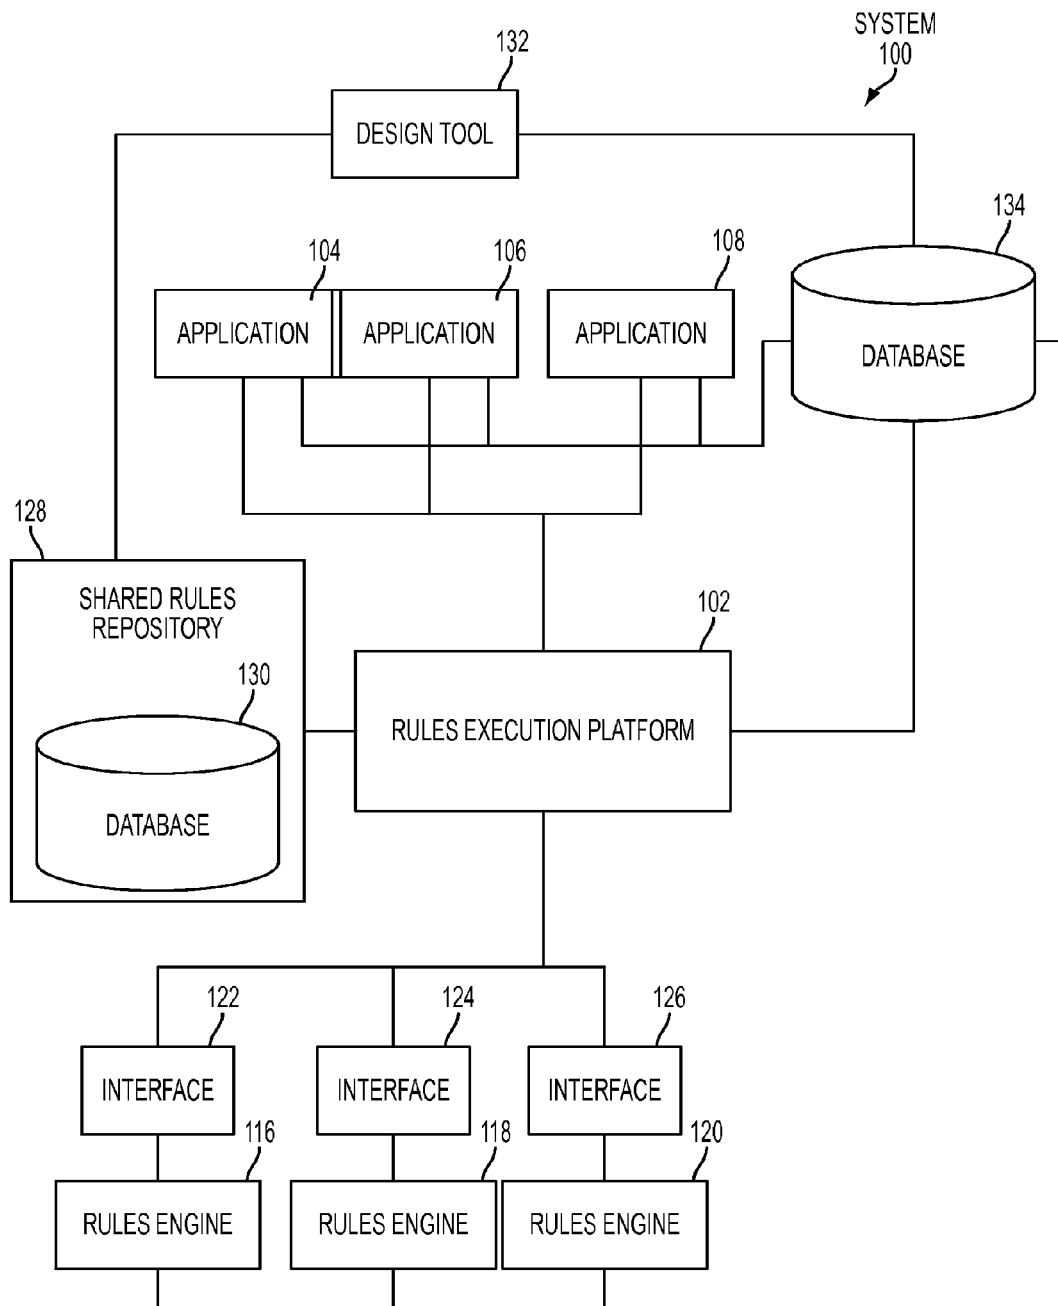 SYSTEM
100
132
DESIGN TOOL
134
104
106
108
APPLICATION
APPLICATION
APPLICATION
DATABASE
128
SHARED RULES
REPOSITORY
102
130
RULES EXECUTION PLATFORM
DATABASE
122
124
126
INTERFACE
INTERFACE
INTERFACE
116
118
120
RULES ENGINE
RULES ENGINE
RULES ENGINE